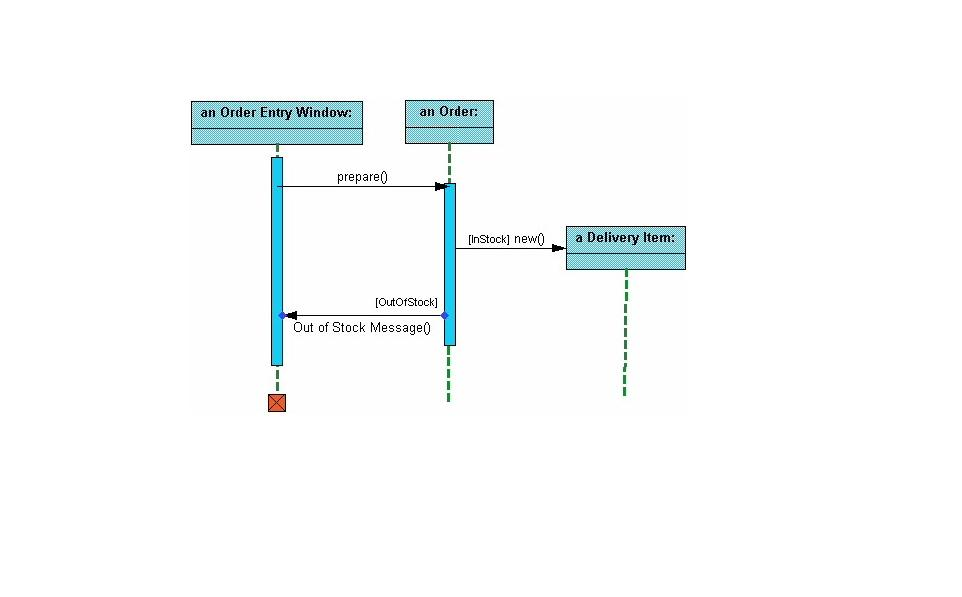 an Order Entry Window:
an Order:
prepare()
[InStock] new()
a Delivery Item:
[OutOfStock]
Out of Stock Message()